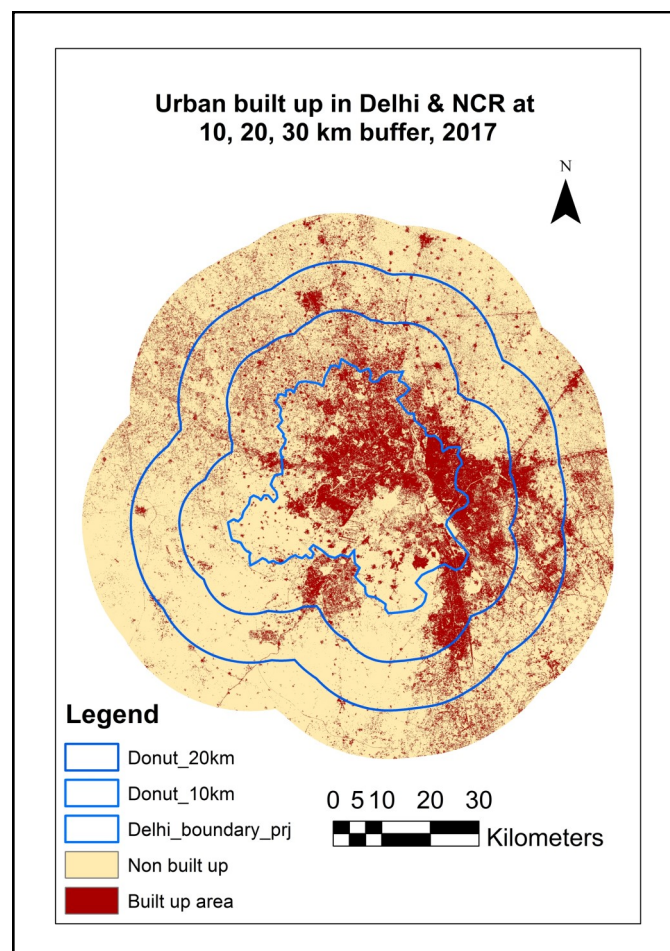 Urban built up in Delhi & NCR at
10, 20, 30 km buffer, 2017
N
Legend
Donut_20km
Donut_10km
Delhi_boundary_prj
Non built up
Built up area
0 5 10 20 30
Kilometers